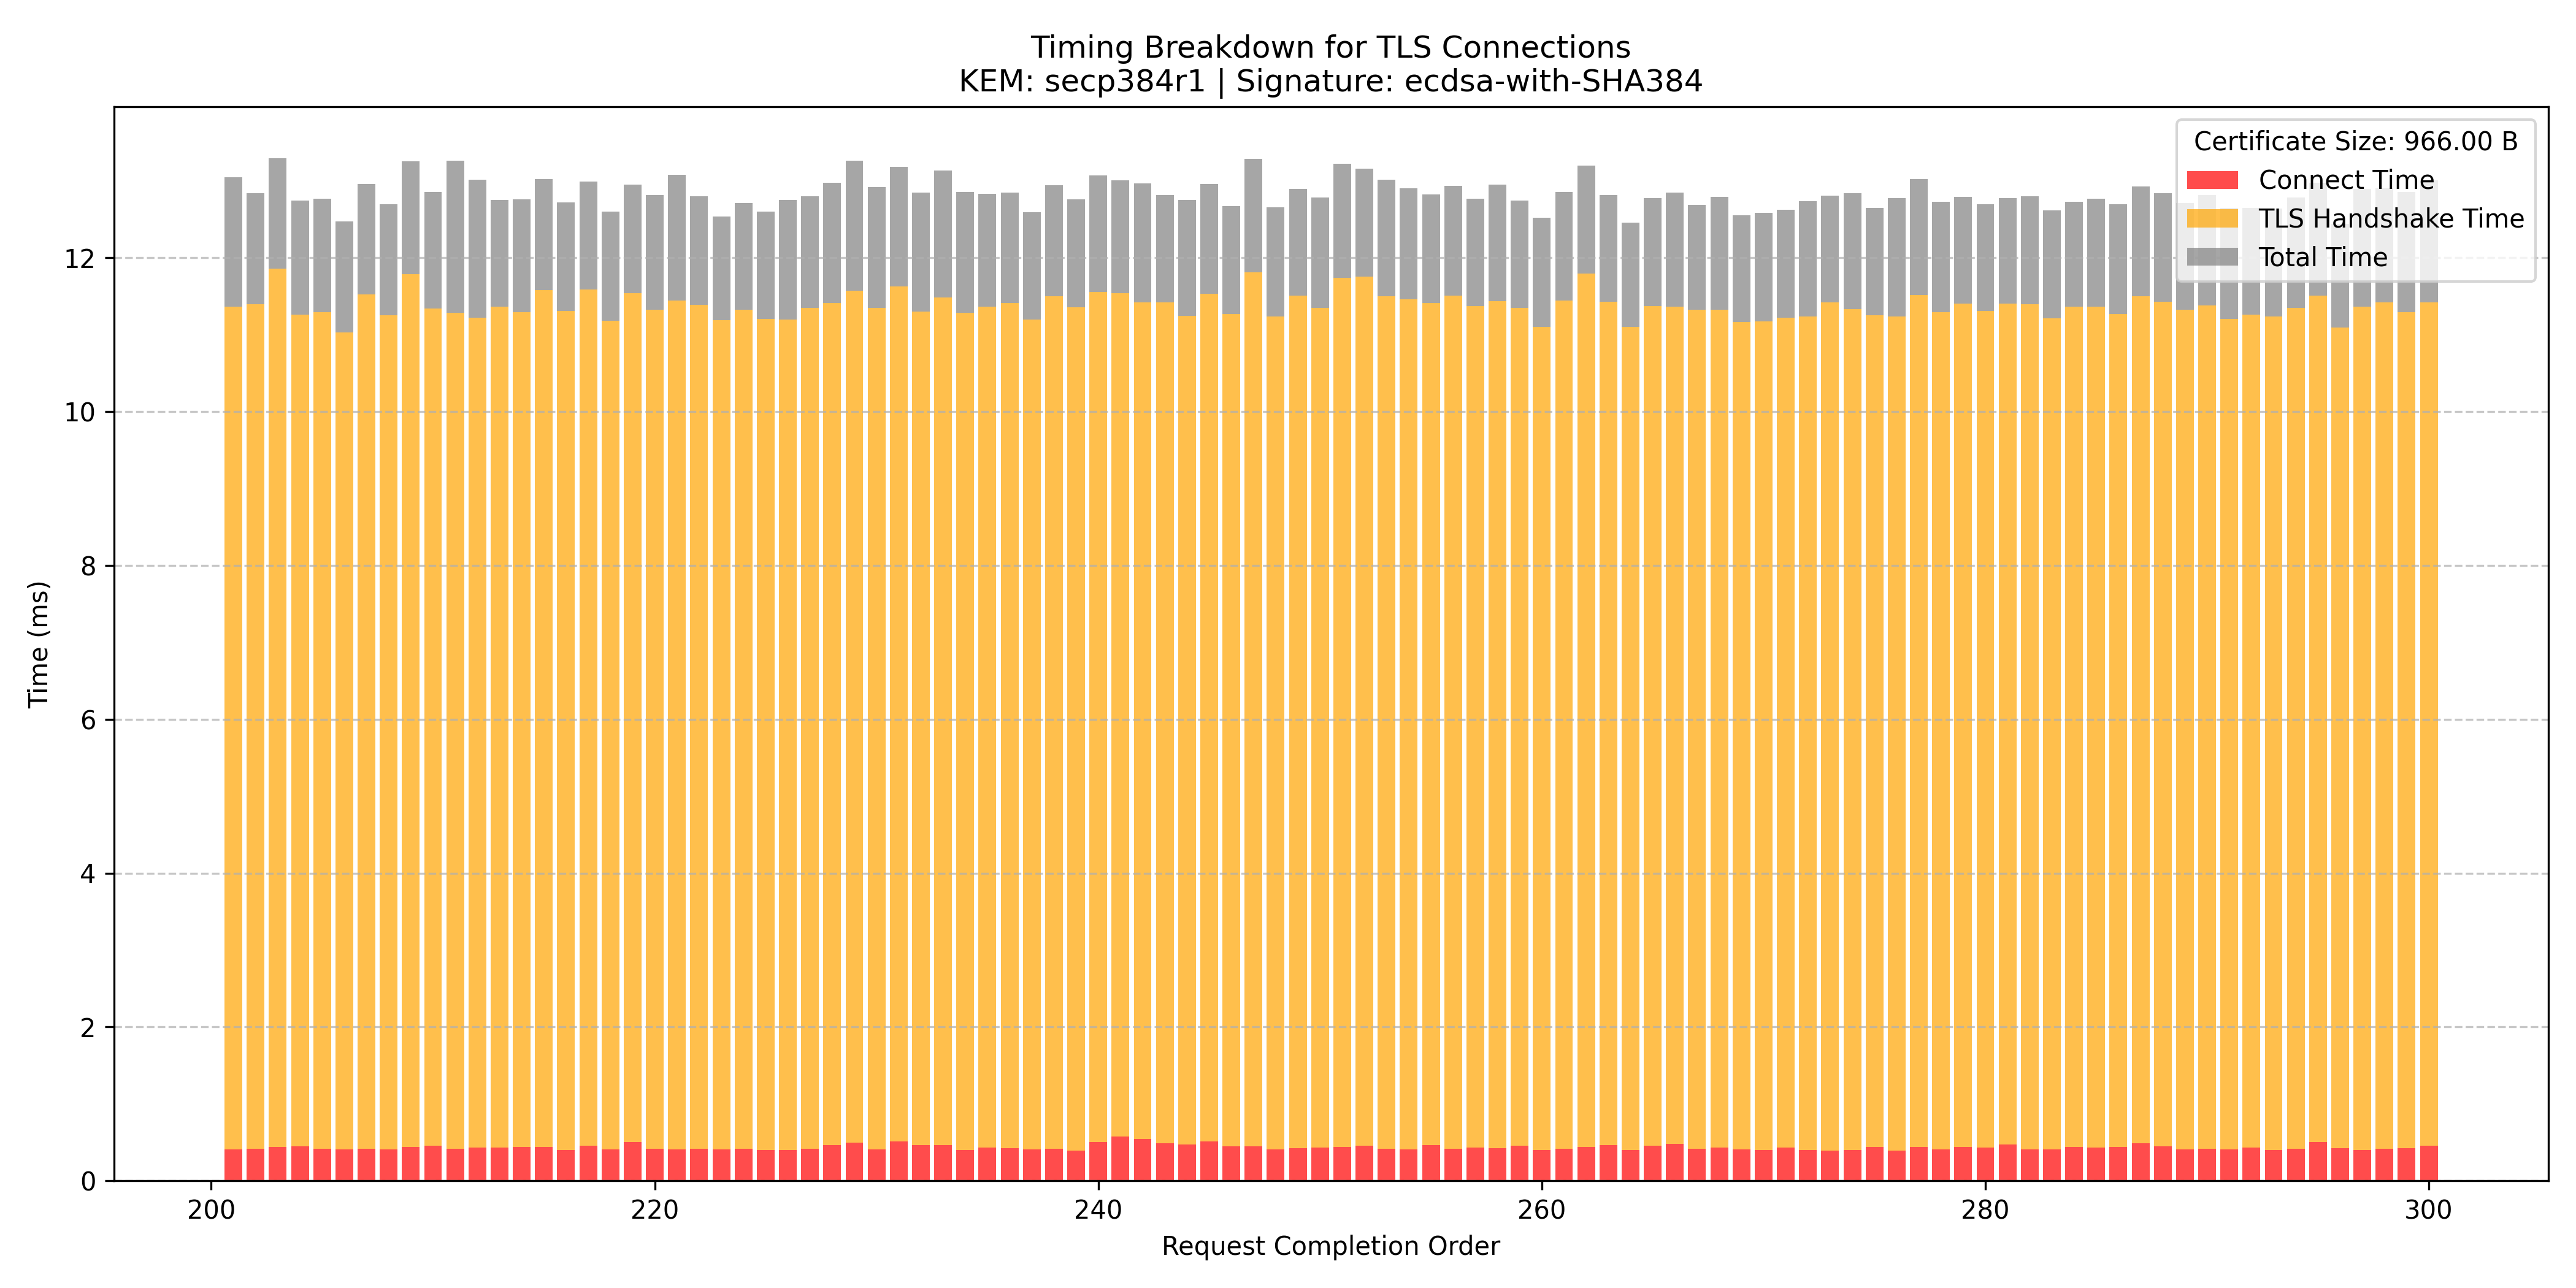 Timing Breakdown for TLS Connections
KEM: secp384r1 | Signature: ecdsa-with-SHA384
Certificate Size: 966.00 B
Connect Time
TLS Handshake Time
Total Time
Time (ms)
12
10
8
6
4
2
0
200 220 240 260 280 300
Request Completion Order